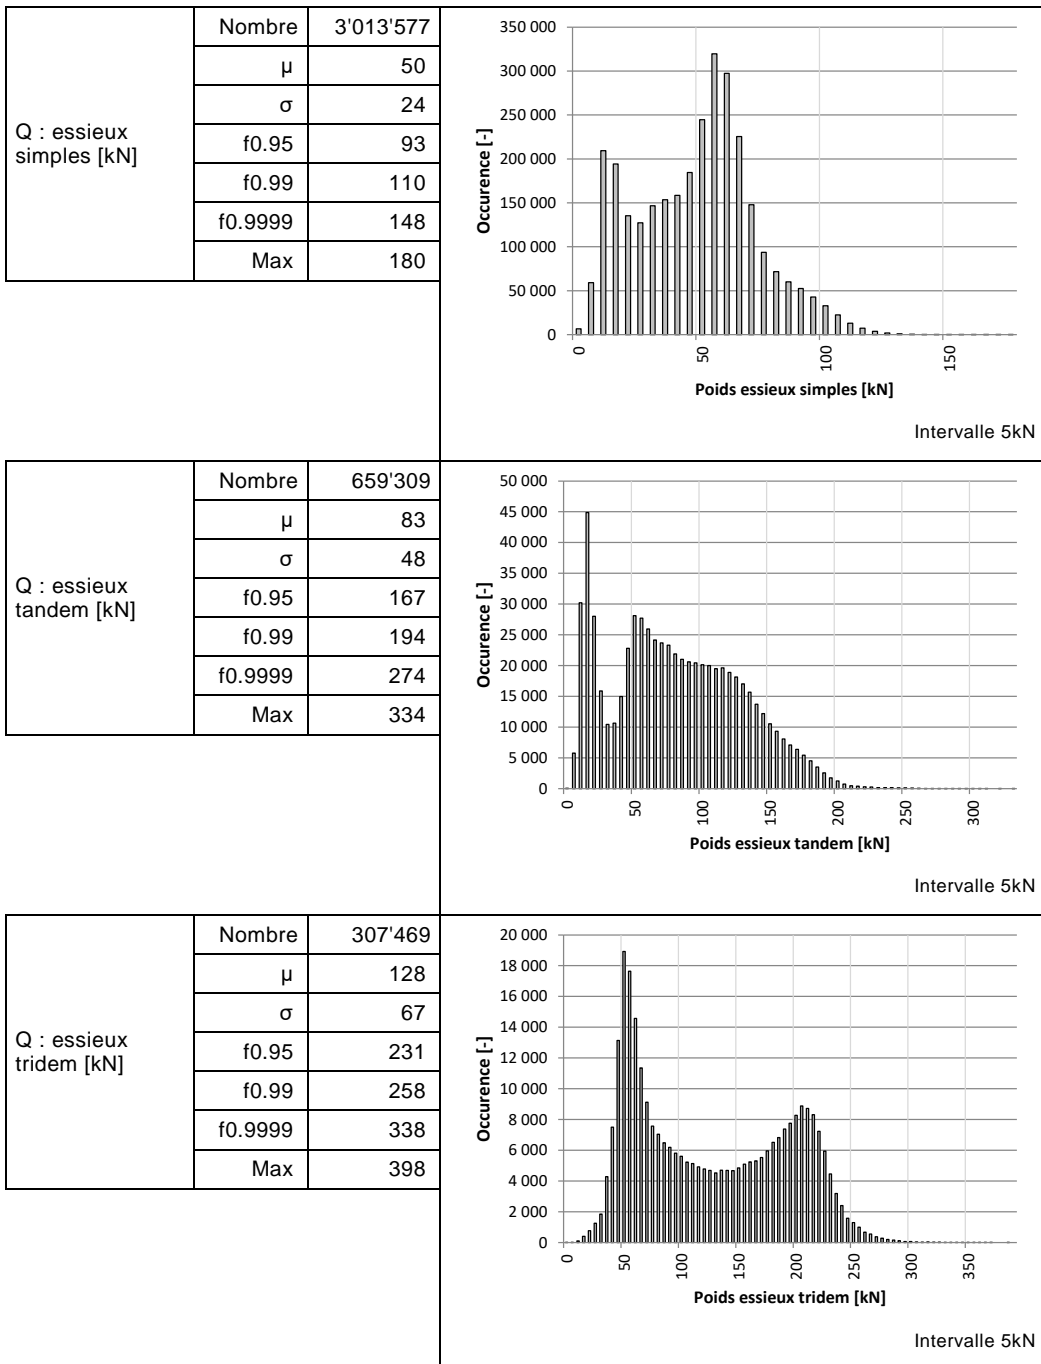 Q : essieux
simples [kN]
Nombre 3'013'577
µ 50
σ 24
f0.95 93
f0.99 110
f0.9999 148
Max 180
Occurence [-]
350 000
300 000
250 000
200 000
150 000
100 000
50 000
0
0 50 100 150
Poids essieux simples [kN]
Intervalle 5kN
Q : essieux
tandem [kN]
Nombre 659'309
µ 83
σ 48
f0.95 167
f0.99 194
f0.9999 274
Max 334
Occurence [-]
50 000
45 000
40 000
35 000
30 000
25 000
20 000
15 000
10 000
5 000
0
0 50 100 150 200 250 300
Poids essieux tandem [kN]
Intervalle 5kN
Q : essieux
tridem [kN]
Nombre 307'469
µ 128
σ 67
f0.95 231
f0.99 258
f0.9999 338
Max 398
Occurence [-]
20 000
18 000
16 000
14 000
12 000
10 000
8 000
6 000
4 000
2 000
0
0 50 100 150 200 250 300 350
Poids essieux tridem [kN]
Intervalle 5kN